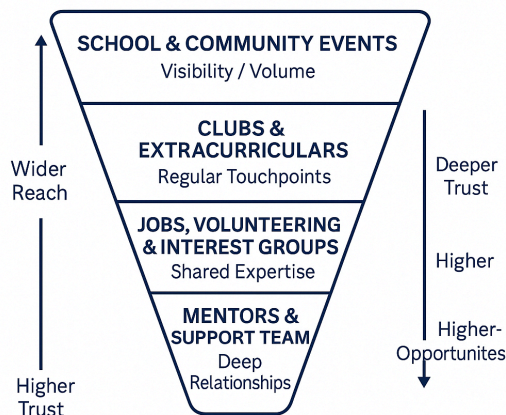 SCHOOL & COMMUNITY EVENTS
Visibility / Volume
CLUBS &
EXTRACURRICULARS
Regular Touchpoints
JOBS, VOLUNTEERING
& INTEREST GROUPS
Shared Expertise
MENTORS &
SUPPORT TEAM
Deep
Relationships
Wider
Reach
Higher
Trust
Deeper
Trust
Higher
Higher-
Opportunites